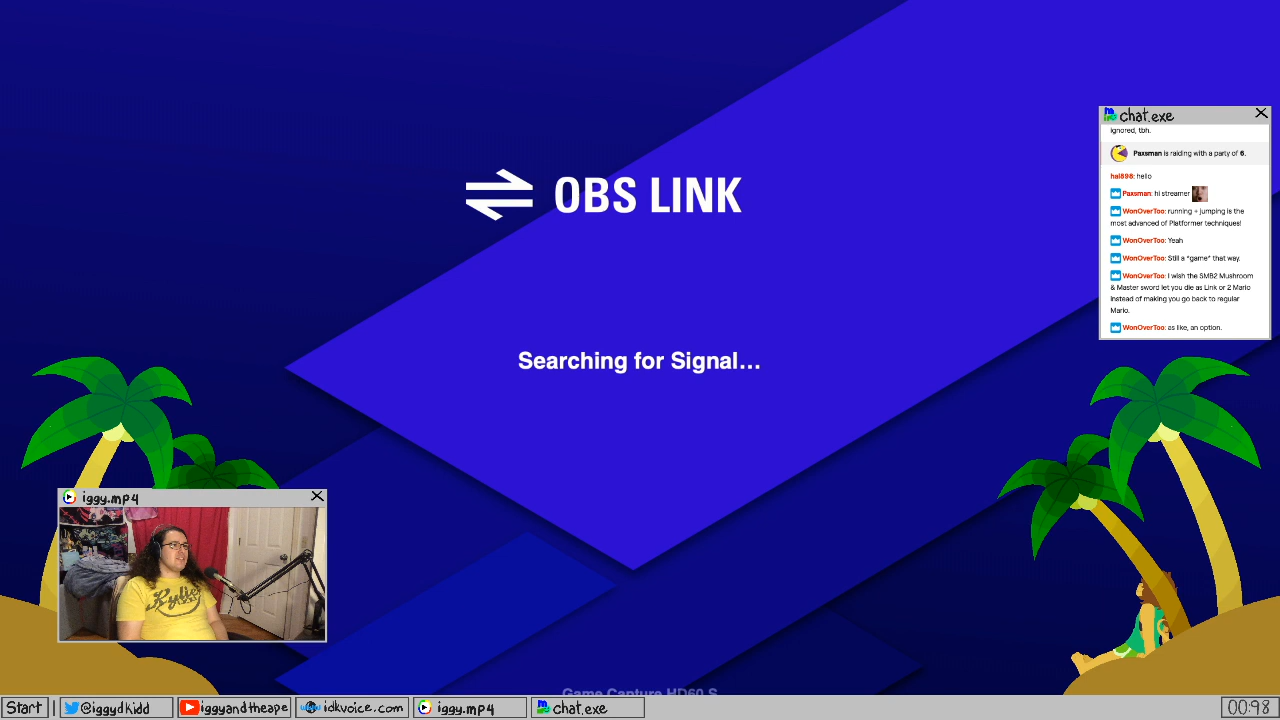 OBS LINK
Searching for Signal...
Game Capture HD60 S
chat.exe
ignored, tbh.
Paxsman is raiding with a party of 6.
hal898: hello
Paxsman: hi streamer
WonOverToo: running + jumping is the
most advanced of Platformer techniques!
WonOverToo: Yeah
WonOverToo: Still a *game* that way.
WonOverToo: I wish the SMB2 Mushroom
& Master sword let you die as Link or 2 Mario
instead of making you go back to regular
Mario.
WonOverToo: as like, an option.
iggy.mp4
Rylie
Start | @iggydkidd iggyandtheape idkvoice.com iggy.mp4 chat.exe 00:98